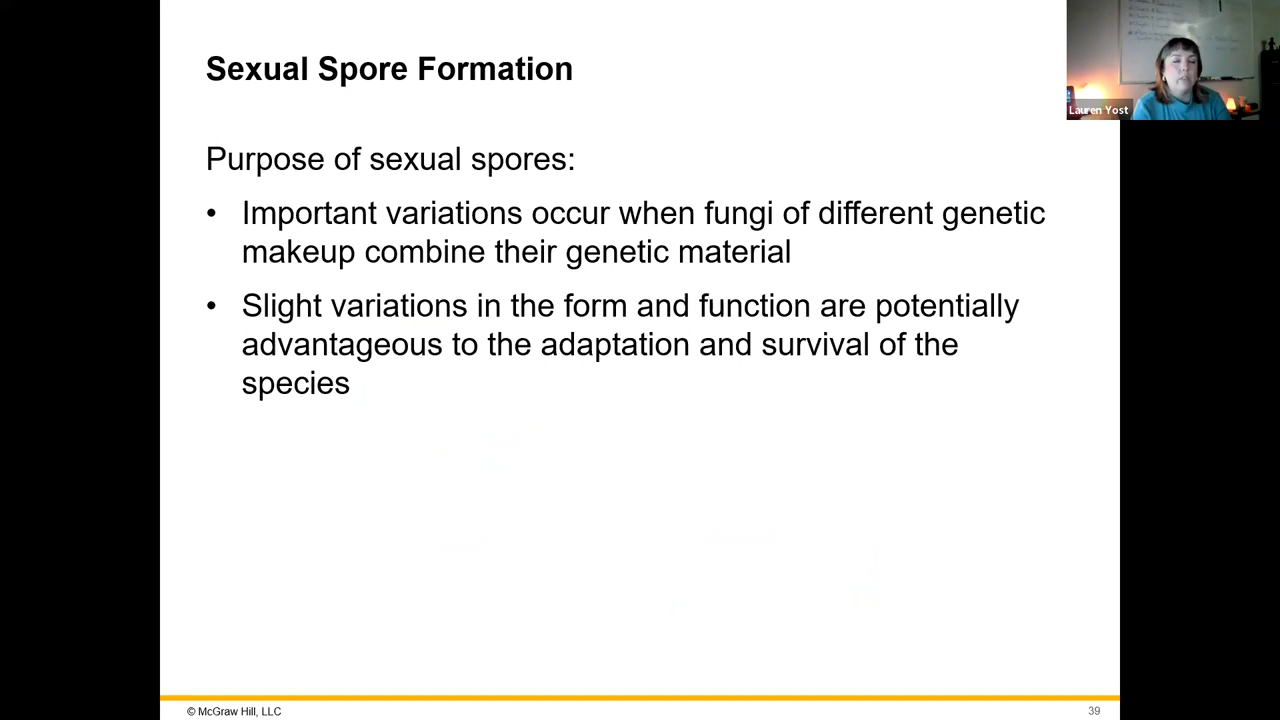 Sexual Spore Formation
Lauren Yost
Purpose of sexual spores:
• Important variations occur when fungi of different genetic
makeup combine their genetic material
• Slight variations in the form and function are potentially
advantageous to the adaptation and survival of the
species
© McGraw Hill, LLC
39